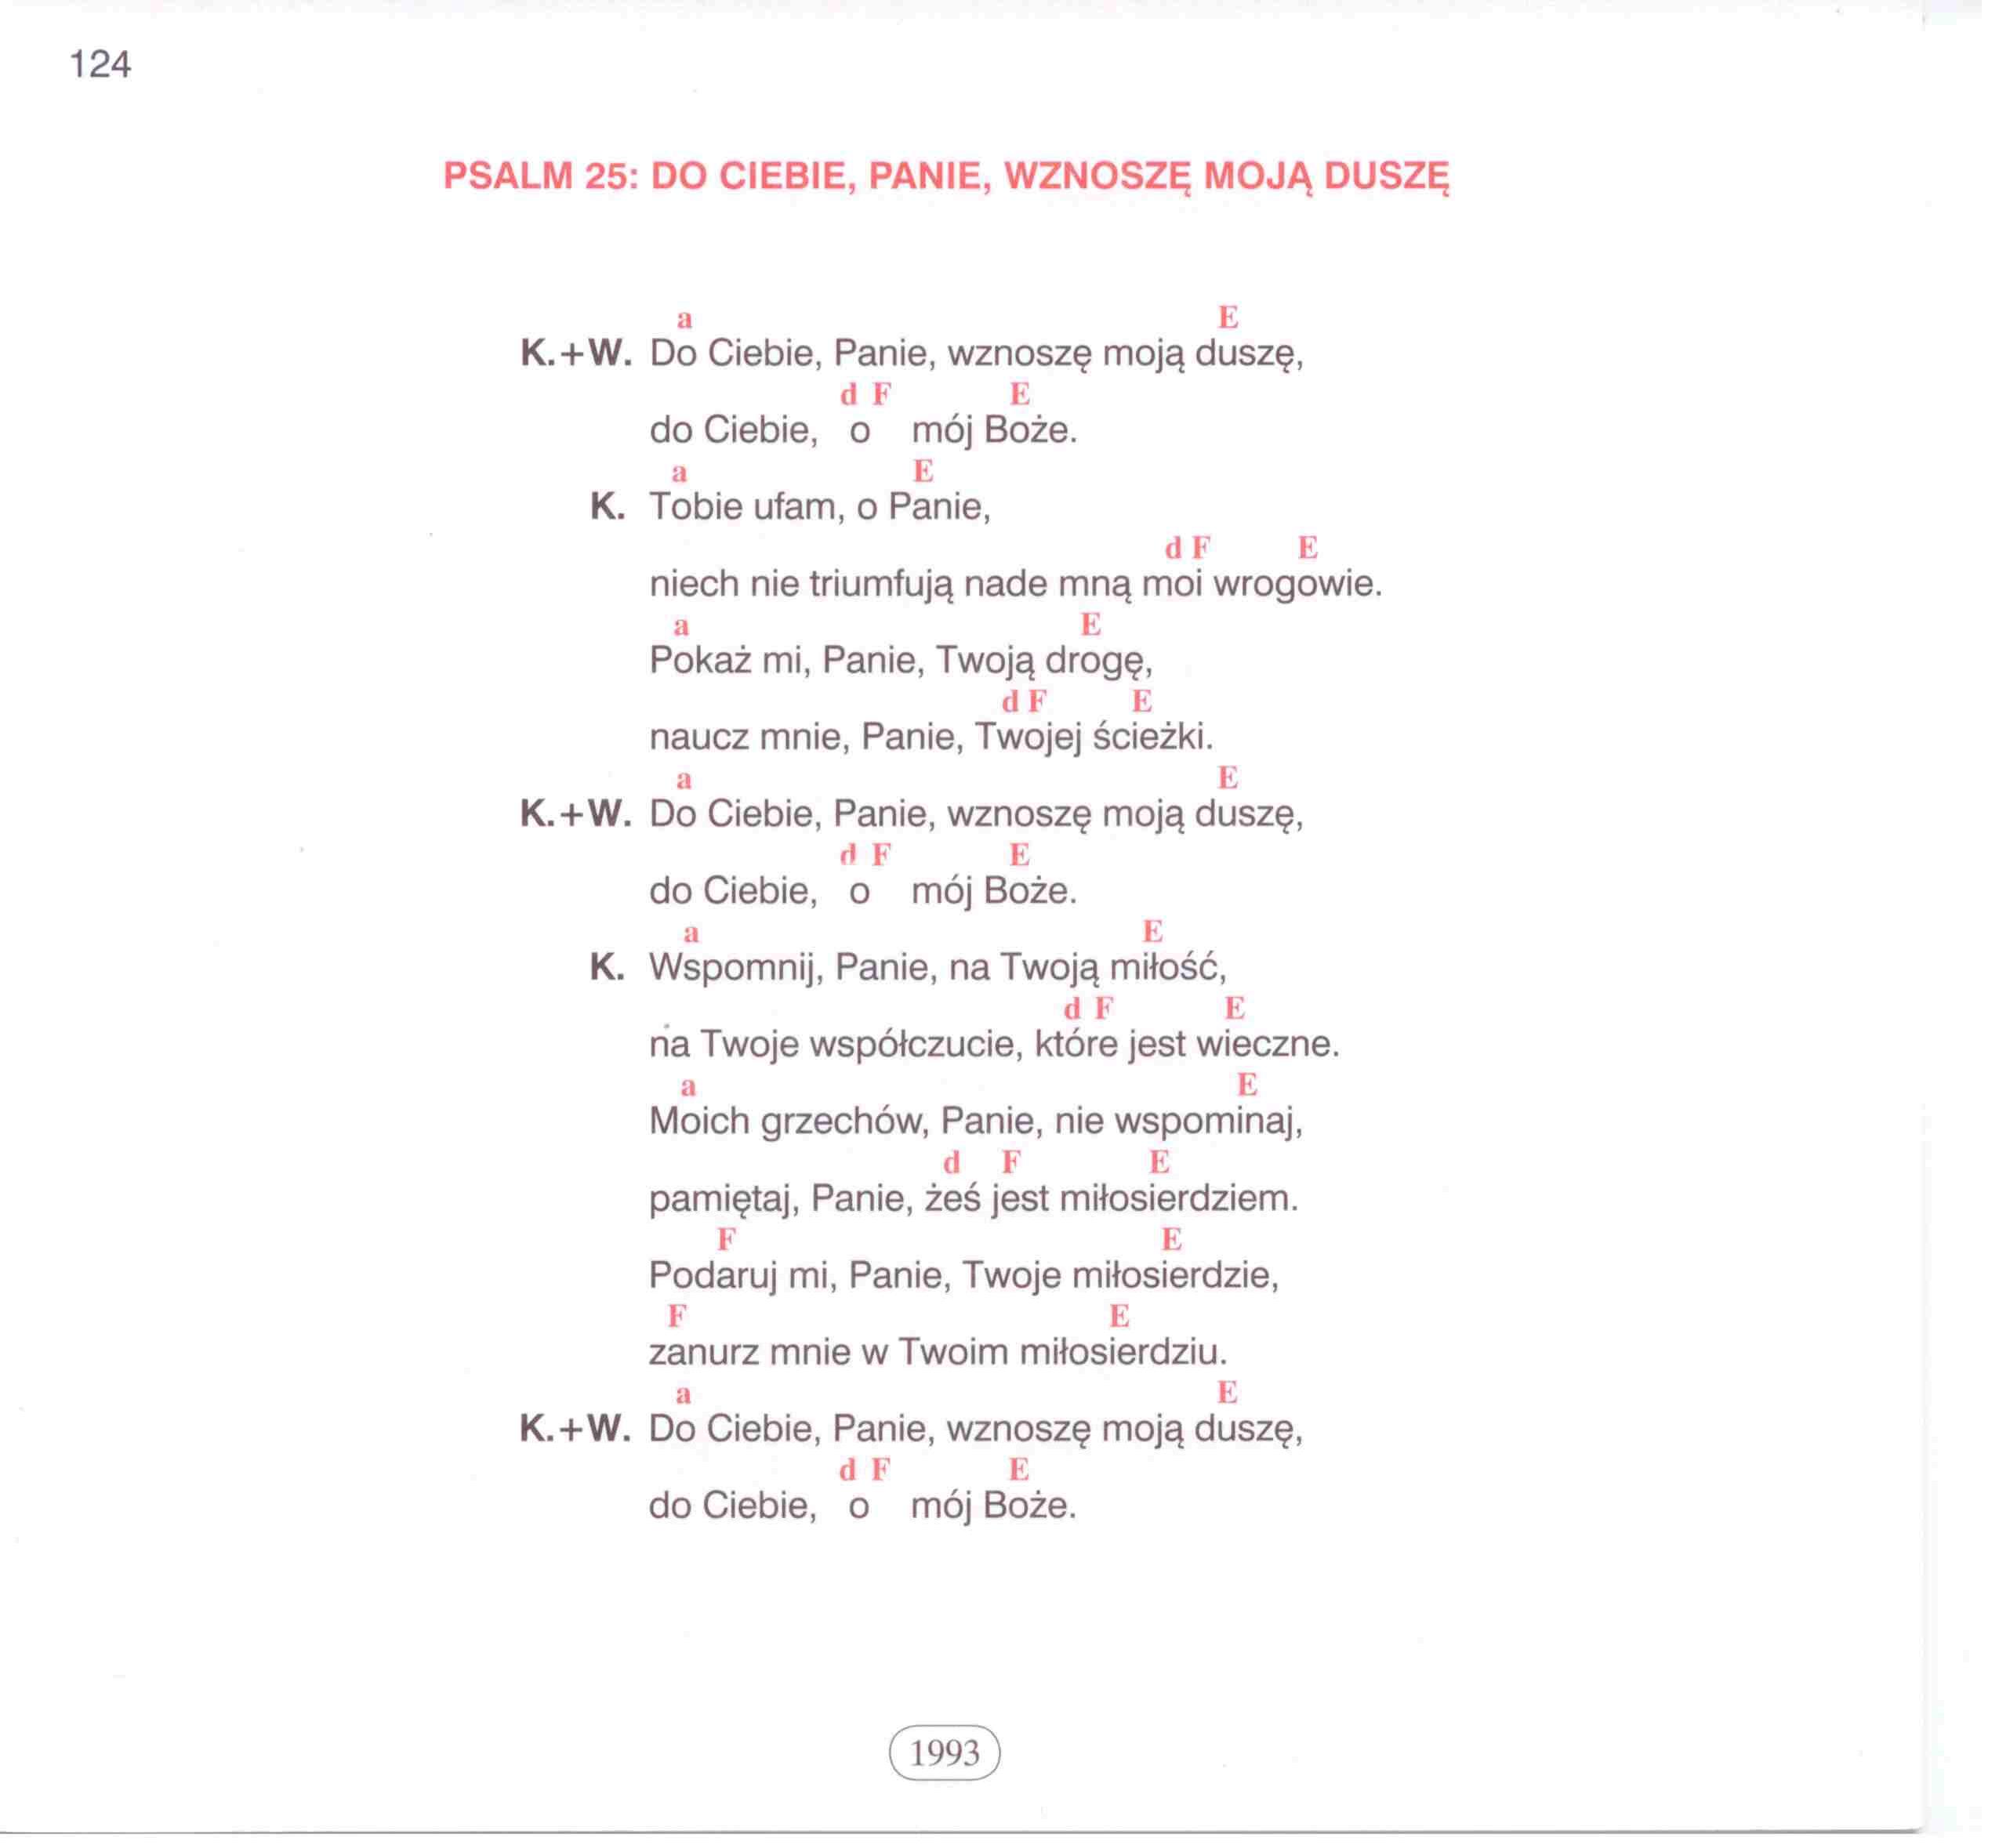 124
PSALM 25: DO CIEBIE, PANIE, WZNOSZĘ MOJĄ DUSZĘ
a E
K.+W. Do Ciebie, Panie, wznoszę moją duszę,
d F E
do Ciebie, o mój Boże.
a E
K. Tobie ufam, o Panie,
d F E
niech nie triumfują nade mną moi wrogowie.
a E
Pokaż mi, Panie, Twoją drogę,
d F E
naucz mnie, Panie, Twojej ścieżki.
a E
K.+W. Do Ciebie, Panie, wznoszę moją duszę,
d F E
do Ciebie, o mój Boże.
a E
K. Wspomnij, Panie, na Twoją miłość,
d F E
na Twoje współczucie, które jest wieczne.
a E
Moich grzechów, Panie, nie wspominaj,
d F E
pamiętaj, Panie, żeś jest miłosierdziem.
F E
Podaruj mi, Panie, Twoje miłosierdzie,
F E
zanurz mnie w Twoim miłosierdziu.
a E
K.+W. Do Ciebie, Panie, wznoszę moją duszę,
d F E
do Ciebie, o mój Boże.
1993